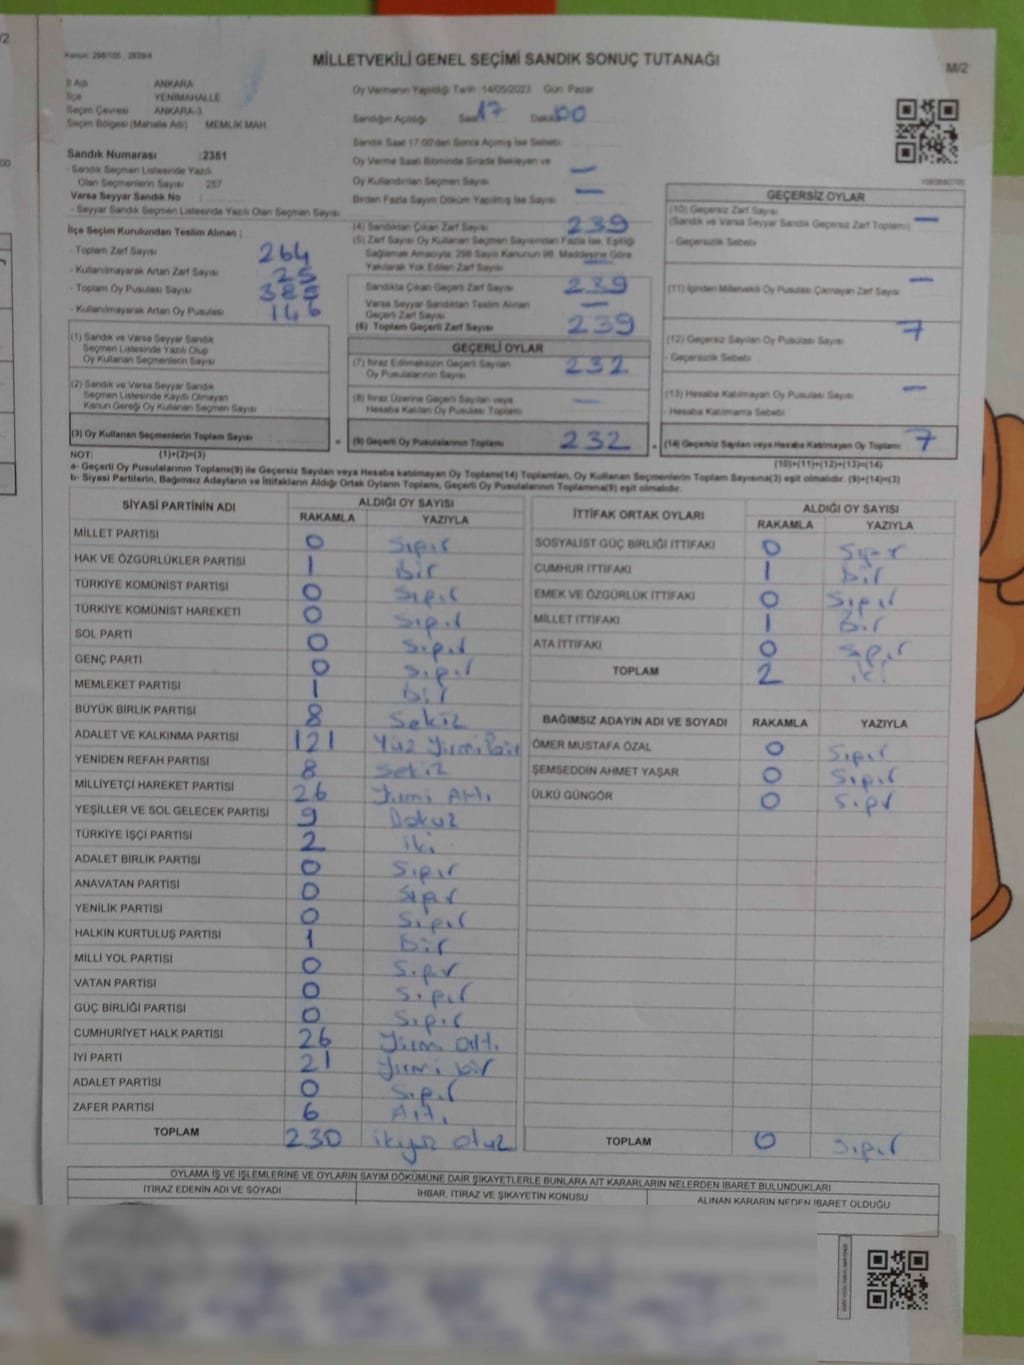 MİLLETVEKİLİ GENEL SEÇİMİ SANDIK SONUÇ TUTANAĞI
M/2
İl Adı ANKARA
İlçe YENİMAHALLE
Seçim Çevresi ANKARA-3
Seçim Bölgesi (Mahalle Adı) MEMLİK MAH.
Oy Vermenin Yapıldığı Tarih :14/05/2023 Gün: Pazar
Sandığın Açıldığı Saat 17 Dakika 00
Sandık Saat 17:00'den Sonra Açılmış İse Sebebi:
Oy Verme Saati Bitiminde Sırada Bekleyen ve
Oy Kullandırılan Seçmen Sayısı —
Birden Fazla Sayım Döküm Yapılmış İse Sayısı —
Sandık Numarası :2351
- Sandık Seçmen Listesinde Yazılı
Olan Seçmenlerin Sayısı 257
Varsa Seyyar Sandık No
- Seyyar Sandık Seçmen Listesinde Yazılı Olan Seçmen Sayısı
İlçe Seçim Kurulundan Teslim Alınan ;
- Toplam Zarf Sayısı 264
- Kullanılmayarak Artan Zarf Sayısı 25
- Toplam Oy Pusulası Sayısı
- Kullanılmayarak Artan Oy Pusulası 146
(1) Sandık ve Varsa Seyyar Sandık
Seçmen Listesinde Yazılı Olup
Oy Kullanan Seçmenlerin Sayısı
(2) Sandık ve Varsa Seyyar Sandık
Seçmen Listesinde Kayıtlı Olmayan
Kanun Gereği Oy Kullanan Seçmen Sayısı
(3) Oy Kullanan Seçmenlerin Toplam Sayısı
(4) Sandıktan Çıkan Zarf Sayısı 239
(5) Zarf Sayısı Oy Kullanan Seçmen Sayısından Fazla İse, Eşitliği
Sağlamak Amacıyla, 298 Sayılı Kanunun 98. Maddesine Göre
Yakılarak Yok Edilen Zarf Sayısı
Sandıkta Çıkan Geçerli Zarf Sayısı 239
Varsa Seyyar Sandıktan Teslim Alınan
Geçerli Zarf Sayısı —
(6) Toplam Geçerli Zarf Sayısı 239
GEÇERLİ OYLAR
(7) İtiraz Edilmeksizin Geçerli Sayılan
Oy Pusulalarının Sayısı 232
(8) İtiraz Üzerine Geçerli Sayılan veya
Hesaba Katılan Oy Pusulası Toplamı —
(9) Geçerli Oy Pusulalarının Toplamı 232
GEÇERSİZ OYLAR
(10) Geçersiz Zarf Sayısı
(Sandık ve Varsa Seyyar Sandık Geçersiz Zarf Toplamı) —
- Geçersizlik Sebebi
(11) İçinden Milletvekili Oy Pusulası Çıkmayan Zarf Sayısı —
(12) Geçersiz Sayılan Oy Pusulası Sayısı 7
- Geçersizlik Sebebi
(13) Hesaba Katılmayan Oy Pusulası Sayısı —
- Hesaba Katılmama Sebebi
(14) Geçersiz Sayılan veya Hesaba Katılmayan Oy Toplamı 7
NOT: (1)+(2)=(3)
(10)+(11)+(12)+(13)=(14)
a- Geçerli Oy Pusulalarının Toplamı(9) ile Geçersiz Sayılan veya Hesaba katılmayan Oy Toplamı(14) Toplamları, Oy Kullanan Seçmenlerin Toplam Sayısına(3) eşit olmalıdır. (9)+(14)=(3)
b- Siyasi Partilerin, Bağımsız Adayların ve İttifakların Aldığı Ortak Oyların Toplamı, Geçerli Oy Pusulalarının Toplamına(9) eşit olmalıdır.
SİYASİ PARTİNİN ADI ALDIĞI OY SAYISI
RAKAMLA YAZIYLA
MİLLET PARTİSİ 0 Sıfır
HAK VE ÖZGÜRLÜKLER PARTİSİ 1 Bir
TÜRKİYE KOMÜNİST PARTİSİ 0 Sıfır
TÜRKİYE KOMÜNİST HAREKETİ 0 Sıfır
SOL PARTİ 0 Sıfır
GENÇ PARTİ 0 Sıfır
MEMLEKET PARTİSİ 1 bir
BÜYÜK BİRLİK PARTİSİ 8 Sekiz
ADALET VE KALKINMA PARTİSİ 121 Yüz Yirmi bir
YENİDEN REFAH PARTİSİ 8 Sekiz
MİLLİYETÇİ HAREKET PARTİSİ 26 Yirmi Altı
YEŞİLLER VE SOL GELECEK PARTİSİ 9 Dokuz
TÜRKİYE İŞÇİ PARTİSİ 2 iki
ADALET BİRLİK PARTİSİ 0 Sıfır
ANAVATAN PARTİSİ 0 Sıfır
YENİLİK PARTİSİ 0 Sıfır
HALKIN KURTULUŞ PARTİSİ 1 Bir
MİLLİ YOL PARTİSİ 0 Sıfır
VATAN PARTİSİ 0 Sıfır
GÜÇ BİRLİĞİ PARTİSİ 0 Sıfır
CUMHURİYET HALK PARTİSİ 26 Yirmi altı
İYİ PARTİ 21 Yirmi bir
ADALET PARTİSİ 0 Sıfır
ZAFER PARTİSİ 6 Altı
TOPLAM 230 ikiyüz otuz
İTTİFAK ORTAK OYLARI ALDIĞI OY SAYISI
RAKAMLA YAZIYLA
SOSYALİST GÜÇ BİRLİĞİ İTTİFAKI 0 Sıfır
CUMHUR İTTİFAKI 1 Bir
EMEK VE ÖZGÜRLÜK İTTİFAKI 0 Sıfır
MİLLET İTTİFAKI 1 Bir
ATA İTTİFAKI 0 Sıfır
TOPLAM 2 iki
BAĞIMSIZ ADAYIN ADI VE SOYADI RAKAMLA YAZIYLA
ÖMER MUSTAFA ÖZAL 0 Sıfır
ŞEMSEDDİN AHMET YAŞAR 0 Sıfır
ÜLKÜ GÜNGÖR 0 Sıfır
TOPLAM 0 Sıfır
OYLAMA İŞ VE İŞLEMLERİNE VE OYLARIN SAYIM DÖKÜMÜNE DAİR ŞİKAYETLERLE BUNLARA AİT KARARLARIN NELERDEN İBARET BULUNDUKLARI
İTİRAZ EDENİN ADI VE SOYADI İHBAR, İTİRAZ VE ŞİKAYETİN KONUSU ALINAN KARARIN NEDEN İBARET OLDUĞU